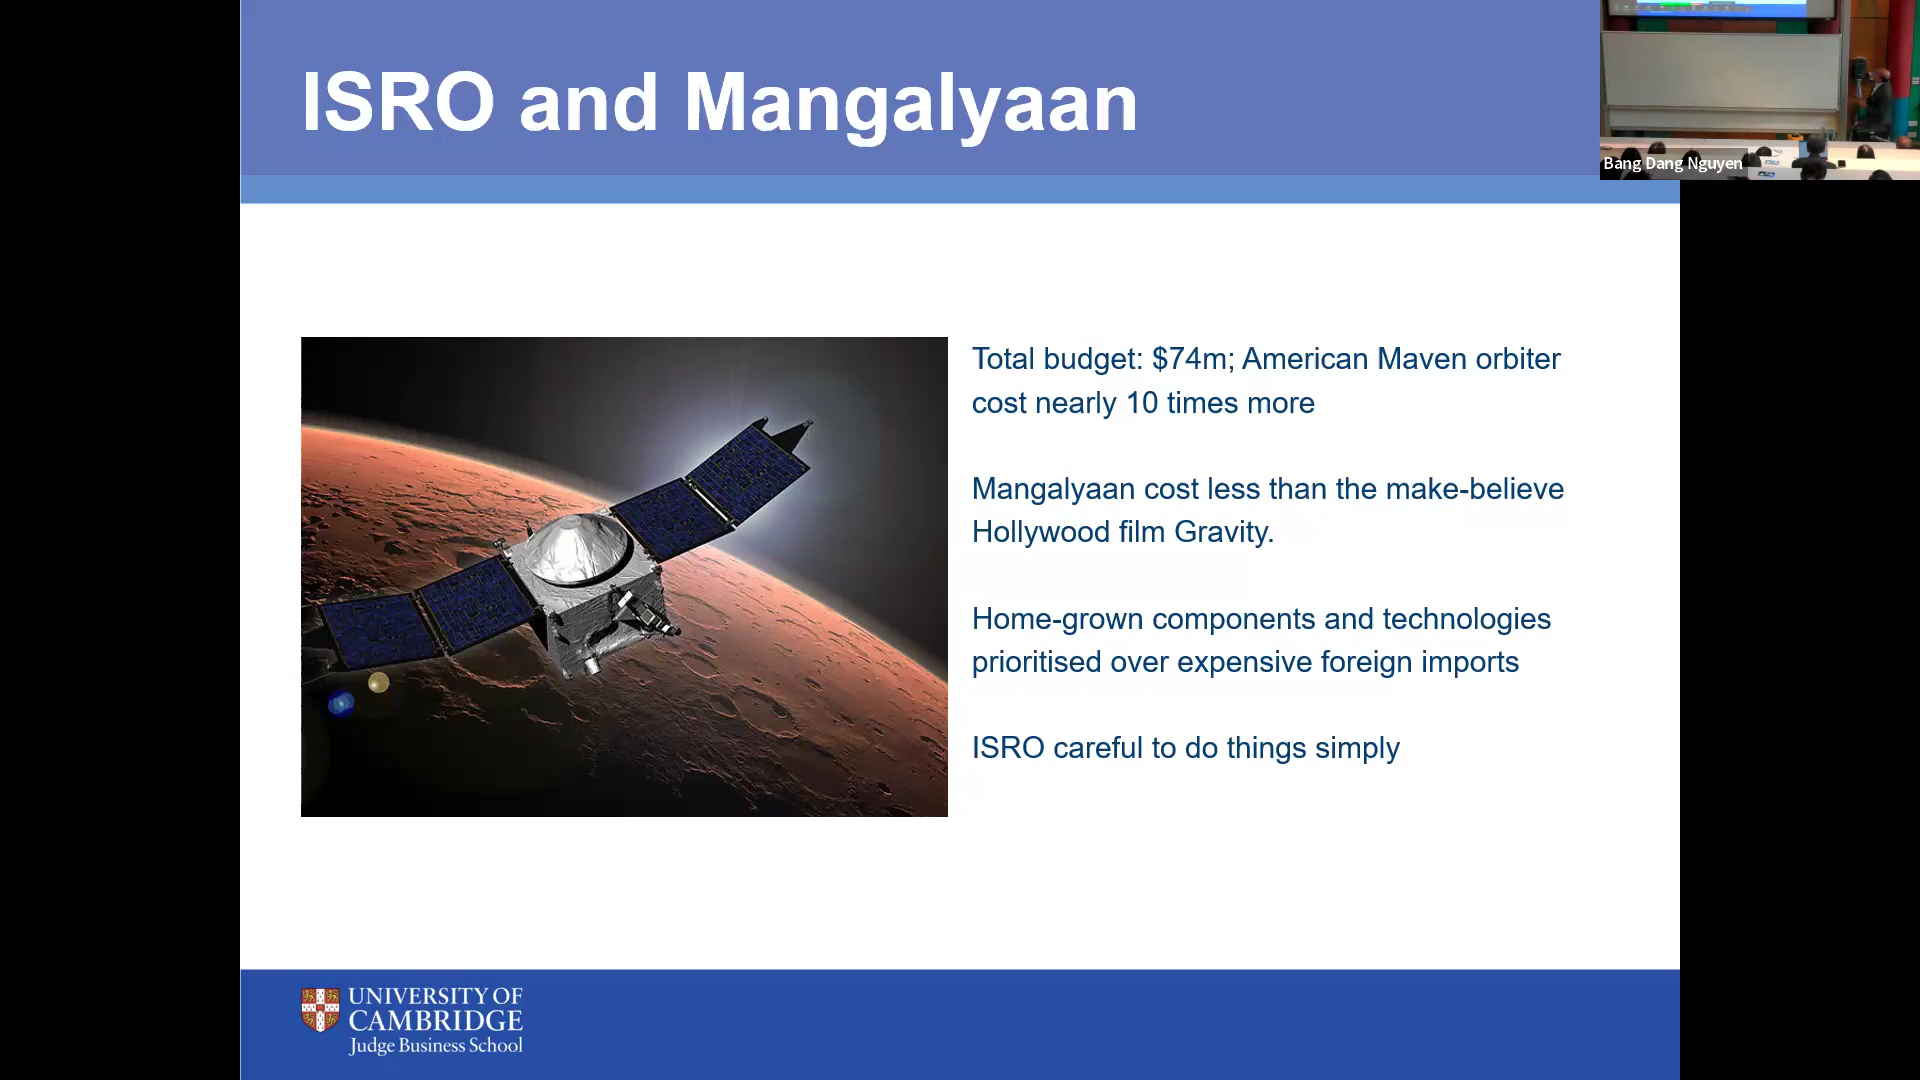 ISRO and Mangalyaan
Bang Dang Nguyen
Total budget: $74m; American Maven orbiter
cost nearly 10 times more
Mangalyaan cost less than the make-believe
Hollywood film Gravity.
Home-grown components and technologies
prioritised over expensive foreign imports
ISRO careful to do things simply
UNIVERSITY OF
CAMBRIDGE
Judge Business School